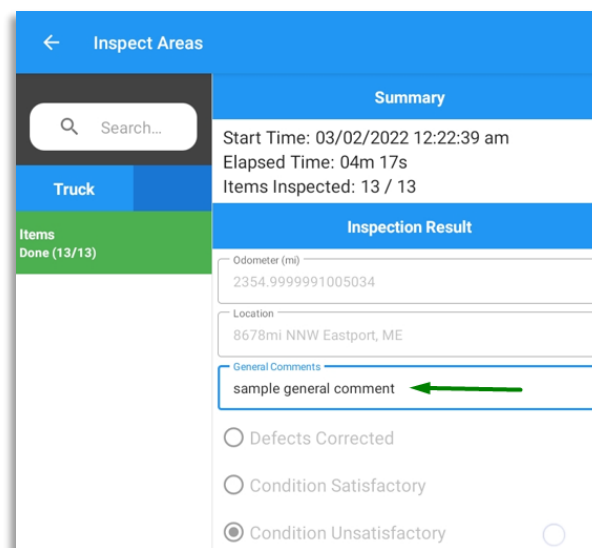 Inspect Areas
Search...
Truck
Items
Done (13/13)
Summary
Start Time: 03/02/2022 12:22:39 am
Elapsed Time: 04m 17s
Items Inspected: 13 / 13
Inspection Result
Odometer (mi)
2354.9999991005034
Location
8678mi NNW Eastport, ME
General Comments
sample general comment
Defects Corrected
Condition Satisfactory
Condition Unsatisfactory